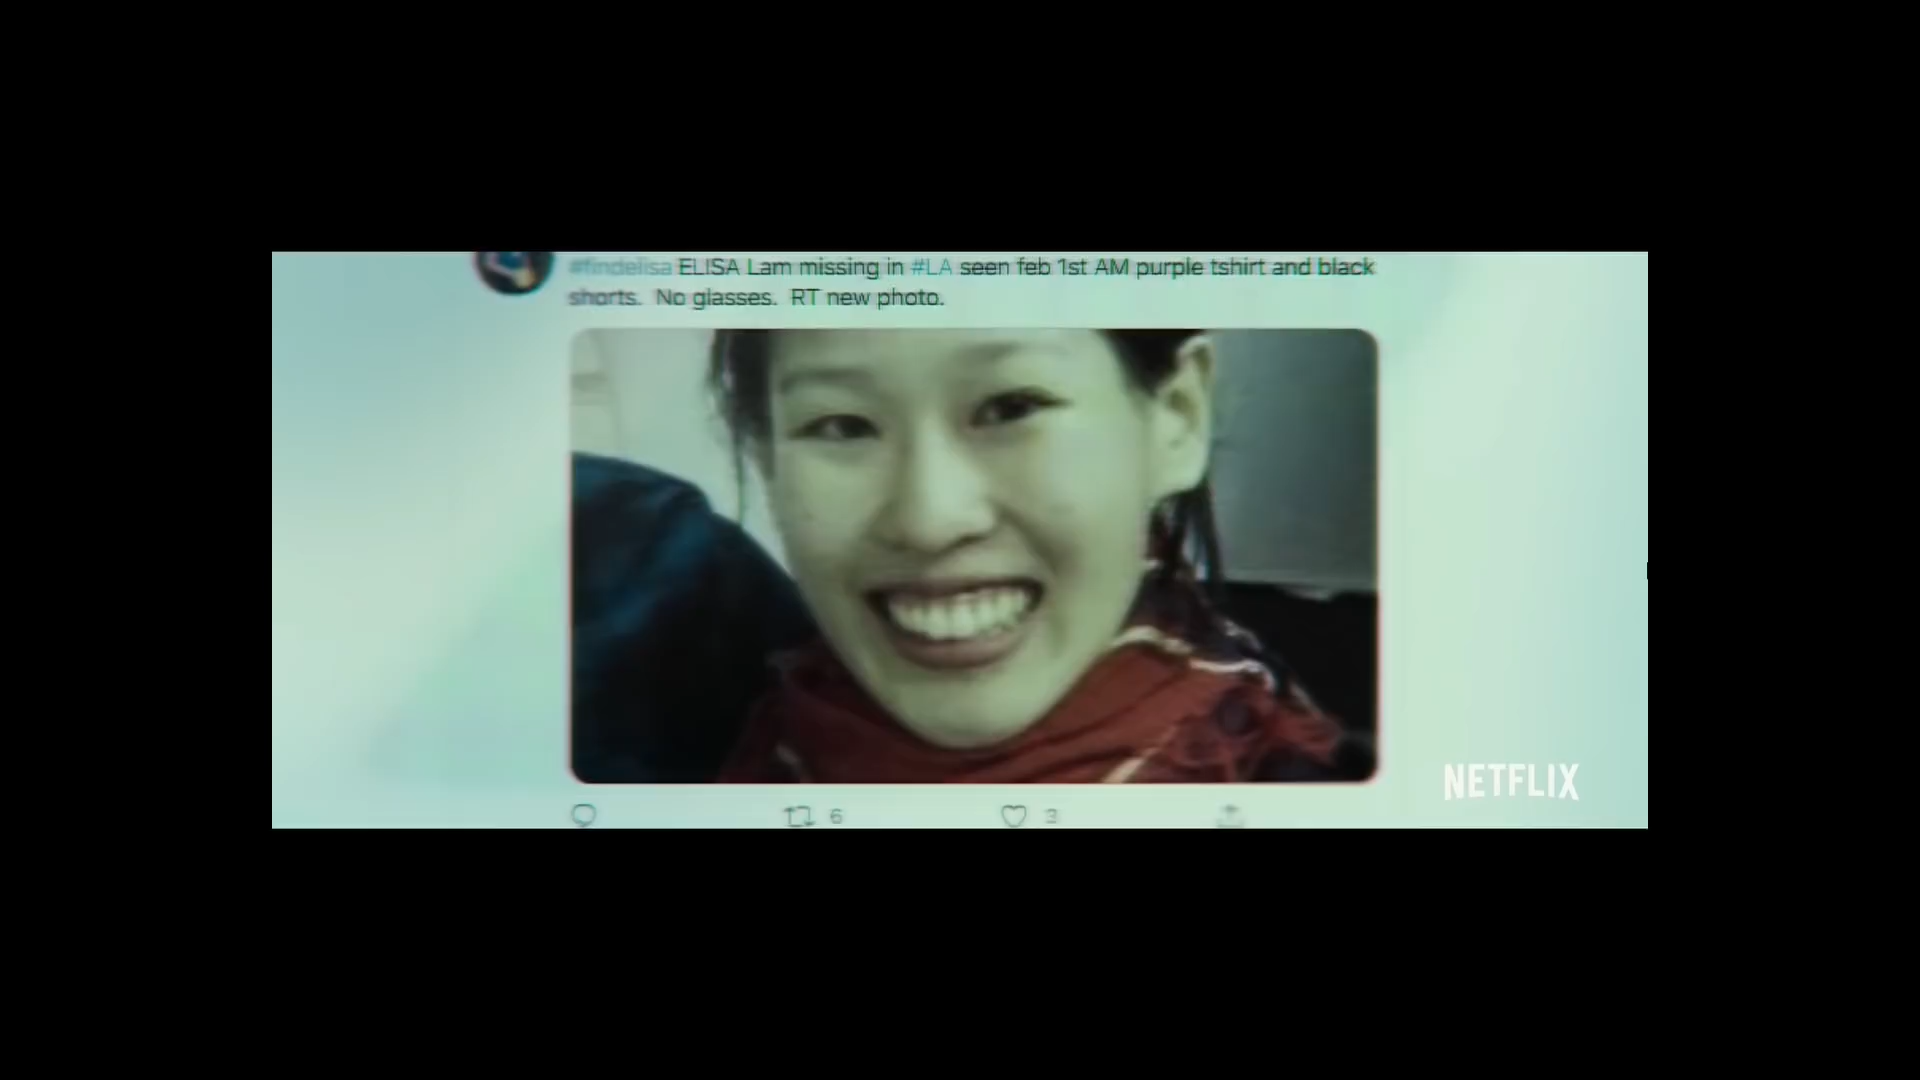 #findelisa ELISA Lam missing in #LA seen feb 1st AM purple tshirt and black
shorts. No glasses. RT new photo.
NETFLIX
6 3